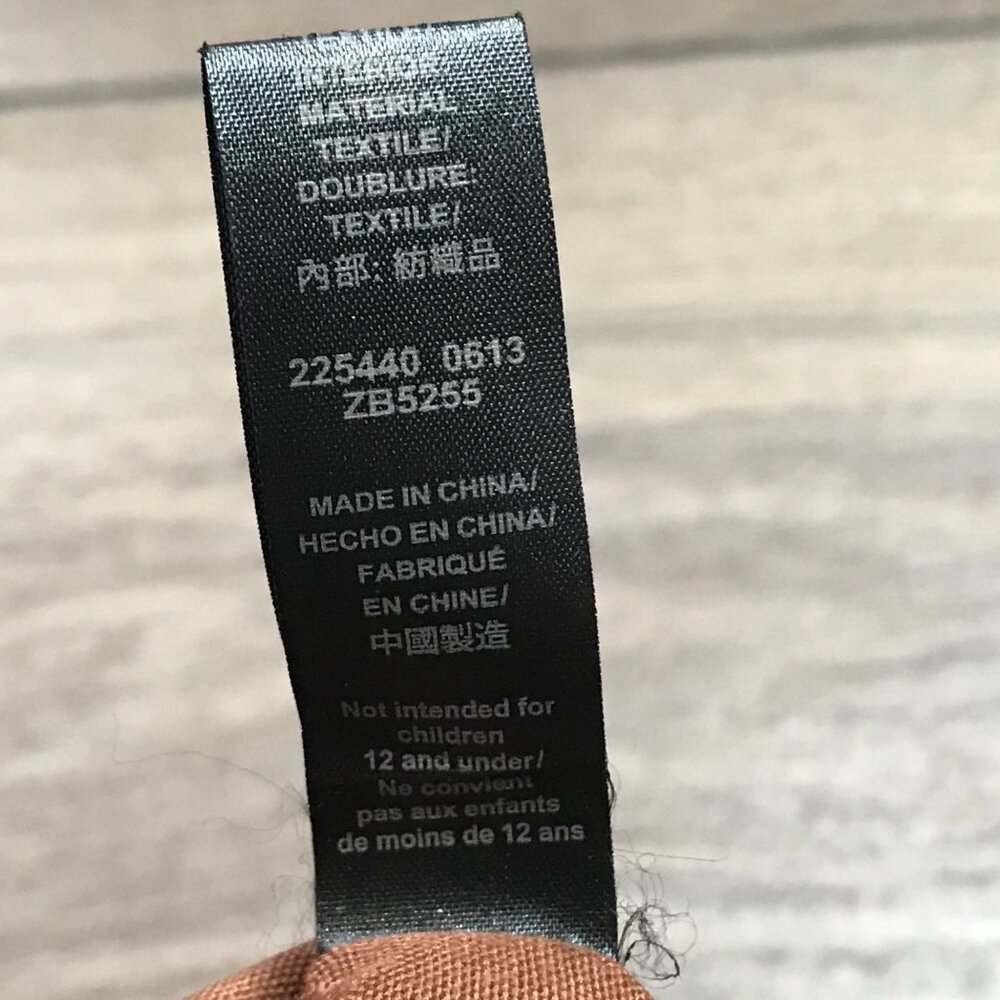 MATERIAL
TEXTILE/
DOUBLURE:
TEXTILE/
內部: 紡織品
225440 0613
ZB5255
MADE IN CHINA/
HECHO EN CHINA/
FABRIQUÉ
EN CHINE/
中國製造
Not intended for
children
12 and under/
Ne convient
pas aux enfants
de moins de 12 ans